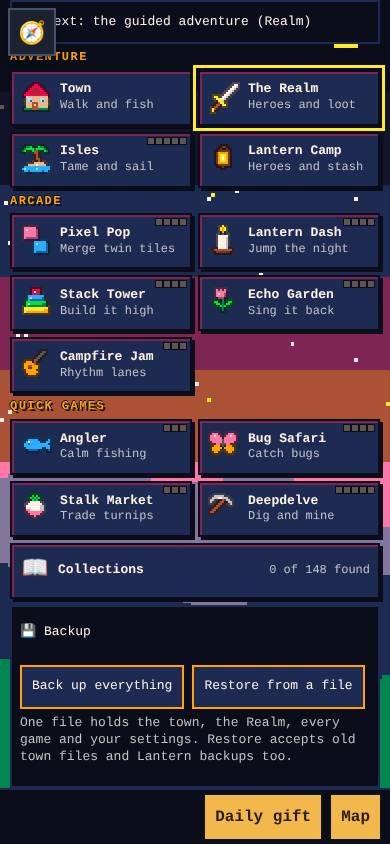 ext: the guided adventure (Realm)
ADVENTURE
Town
Walk and fish
The Realm
Heroes and loot
Isles
Tame and sail
Lantern Camp
Heroes and stash
ARCADE
Pixel Pop
Merge twin tiles
Lantern Dash
Jump the night
Stack Tower
Build it high
Echo Garden
Sing it back
Campfire Jam
Rhythm lanes
QUICK GAMES
Angler
Calm fishing
Bug Safari
Catch bugs
Stalk Market
Trade turnips
Deepdelve
Dig and mine
Collections
0 of 148 found
Backup
Back up everything
Restore from a file
One file holds the town, the Realm, every
game and your settings. Restore accepts old
town files and Lantern backups too.
Daily gift
Map